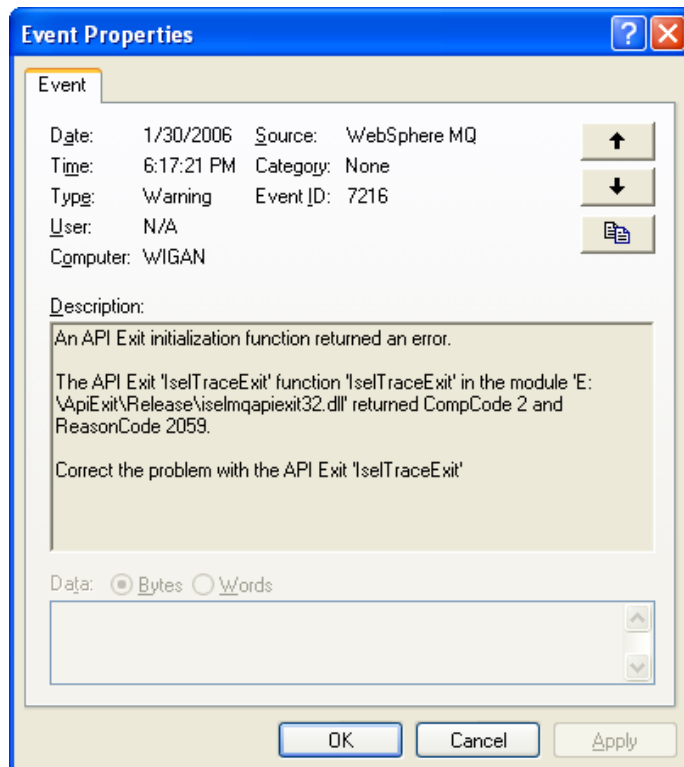 Event Properties
Event
Date: 1/30/2006 Source: WebSphere MQ
Time: 6:17:21 PM Category: None
Type: Warning Event ID: 7216
User: N/A
Computer: WIGAN
Description:
An API Exit initialization function returned an error.
The API Exit 'IselTraceExit' function 'IselTraceExit' in the module 'E:
\ApiExit\Release\iselmqapiexit32.dll' returned CompCode 2 and
ReasonCode 2059.
Correct the problem with the API Exit 'IselTraceExit'
Data: Bytes Words
OK Cancel Apply